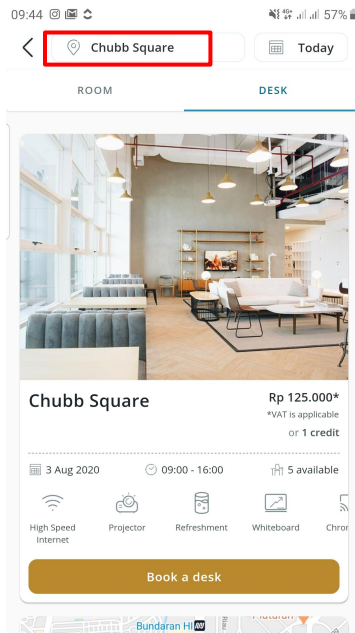 09:44 4G+ 57%
Chubb Square Today
ROOM DESK
Chubb Square Rp 125.000*
*VAT is applicable
or 1 credit
3 Aug 2020 09:00 - 16:00 5 available
High Speed Internet Projector Refreshment Whiteboard Chror
Book a desk
Bundaran HI